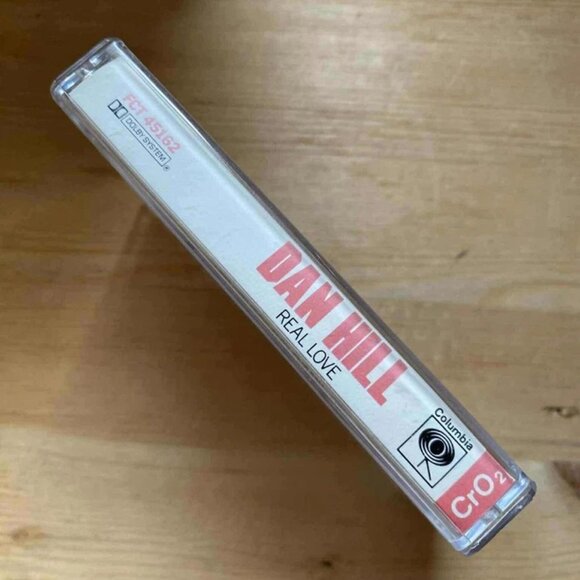 FCT 45162
DOLBY SYSTEM ®
DAN HILL
REAL LOVE
Columbia
CrO2